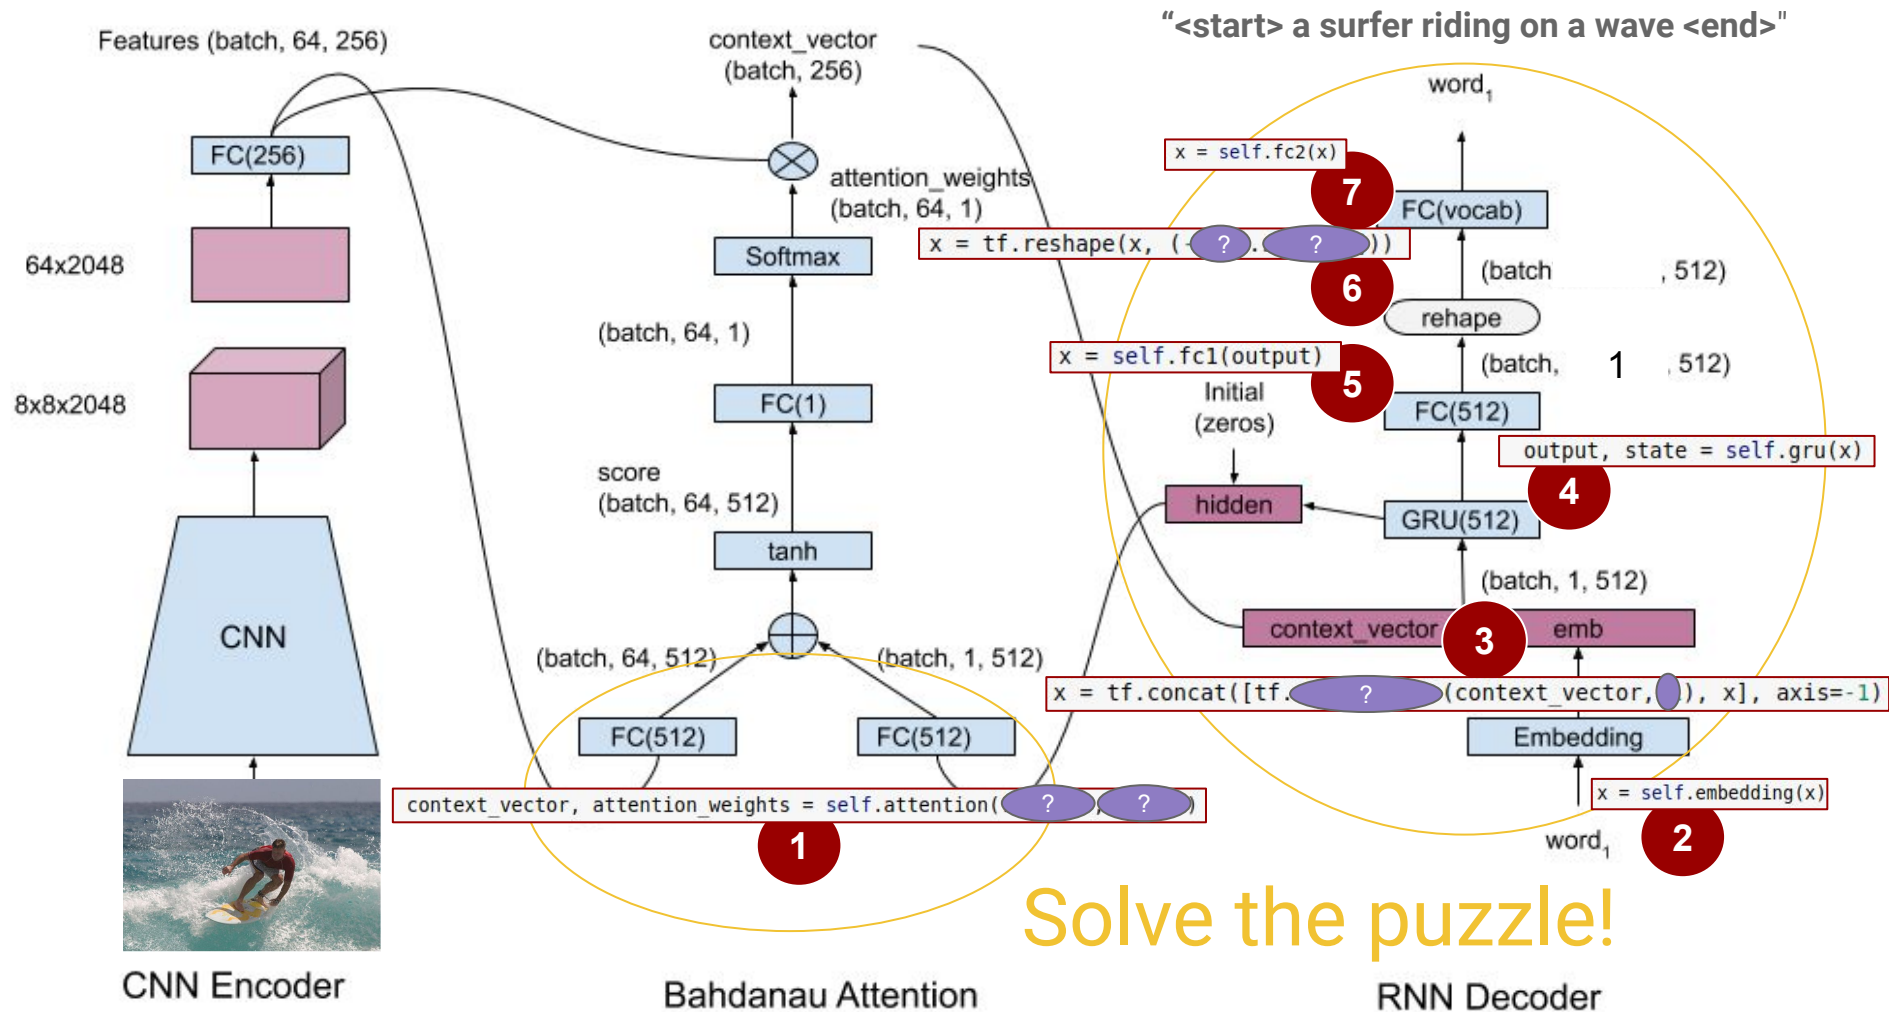 Features (batch, 64, 256)
FC(256)
64x2048
8x8x2048
CNN
CNN Encoder
context_vector
(batch, 256)
attention_weights
(batch, 64, 1)
Softmax
(batch, 64, 1)
FC(1)
score
(batch, 64, 512)
tanh
(batch, 64, 512)
(batch, 1, 512)
FC(512)
FC(512)
context_vector, attention_weights = self.attention( ? , ? )
1
Bahdanau Attention
“<start> a surfer riding on a wave <end>"
word1
x = self.fc2(x)
7
FC(vocab)
x = tf.reshape(x, (- ? . ? ))
6
(batch , 512)
rehape
x = self.fc1(output)
5
(batch, 1 , 512)
Initial
(zeros)
FC(512)
output, state = self.gru(x)
4
hidden
GRU(512)
(batch, 1, 512)
context_vector
3
emb
x = tf.concat([tf. ? (context_vector, ), x], axis=-1)
Embedding
x = self.embedding(x)
word1
2
Solve the puzzle!
RNN Decoder